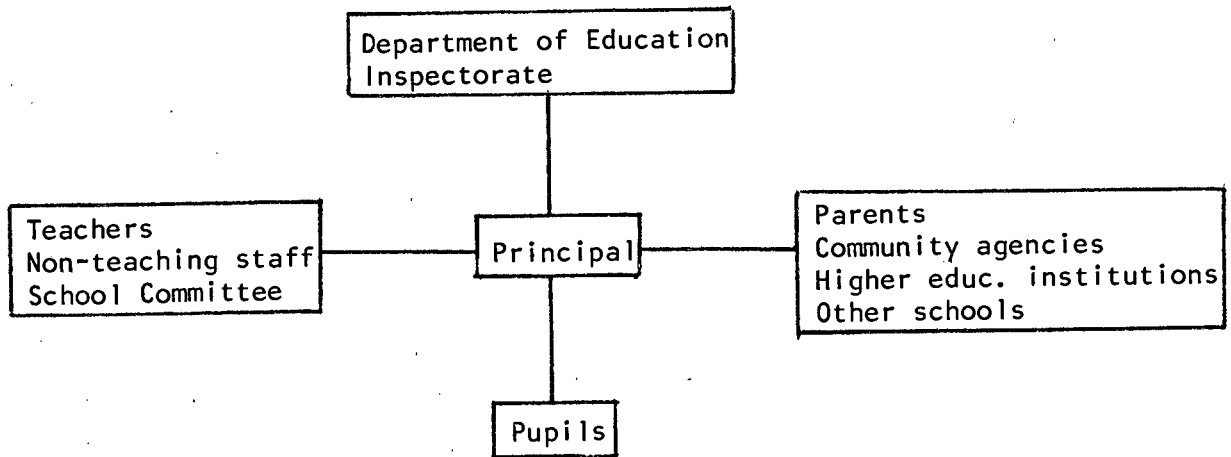 Department of Education
Inspectorate
Teachers
Non-teaching staff
School Committee
Principal
Parents
Community agencies
Higher educ. institutions
Other schools
Pupils